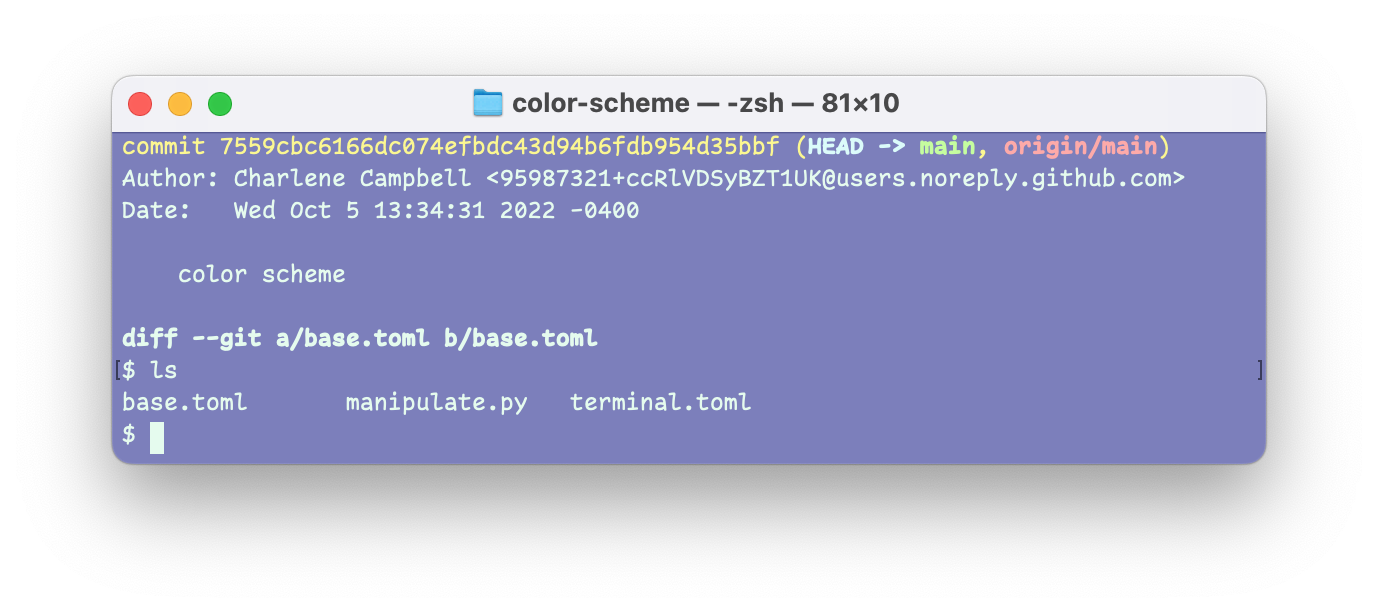 color-scheme — -zsh — 81×10
commit 7559cbc6166dc074efbdc43d94b6fdb954d35bbf (HEAD -> main, origin/main)
Author: Charlene Campbell <95987321+ccRlVDSyBZT1UK@users.noreply.github.com>
Date:   Wed Oct 5 13:34:31 2022 -0400
    color scheme
diff --git a/base.toml b/base.toml
[$ ls ]
base.toml       manipulate.py   terminal.toml
$